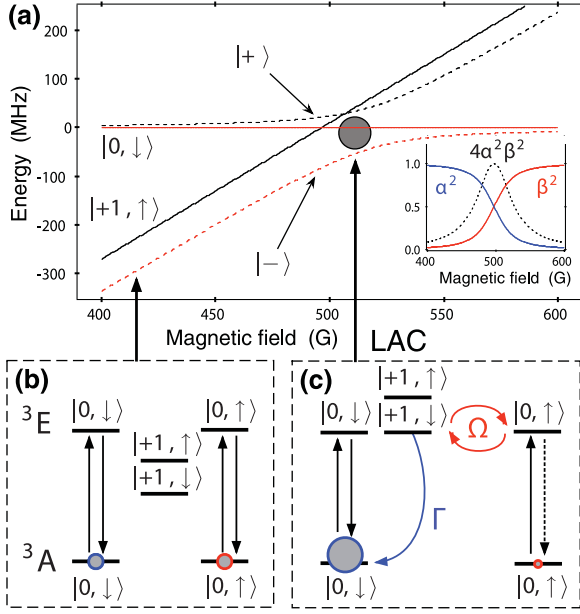 (a)
Energy (MHz)
200
100
0
-100
-200
-300
|+⟩
|0,↓⟩
|+1,↑⟩
|−⟩
4α²β²
1.0
0.5
0
α²
β²
400 500 600
Magnetic field (G)
400 450 500 550 600
Magnetic field (G)
LAC
(b)
³E
|0,↓⟩
|+1,↑⟩
|+1,↓⟩
|0,↑⟩
³A
|0,↓⟩
|0,↑⟩
(c)
|+1,↑⟩
|0,↓⟩
|+1,↓⟩
|0,↑⟩
Ω
Γ
|0,↓⟩
|0,↑⟩